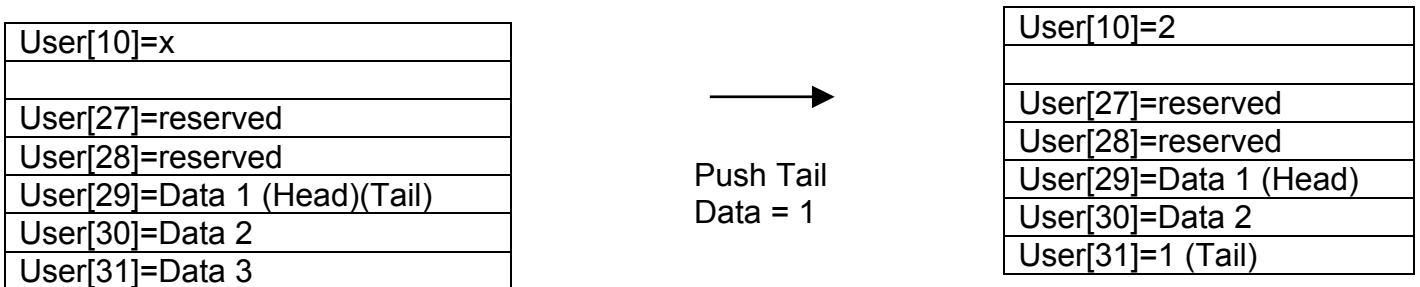 User[10]=x
User[27]=reserved
User[28]=reserved
User[29]=Data 1 (Head)(Tail)
User[30]=Data 2
User[31]=Data 3
Push Tail
Data = 1
User[10]=2
User[27]=reserved
User[28]=reserved
User[29]=Data 1 (Head)
User[30]=Data 2
User[31]=1 (Tail)